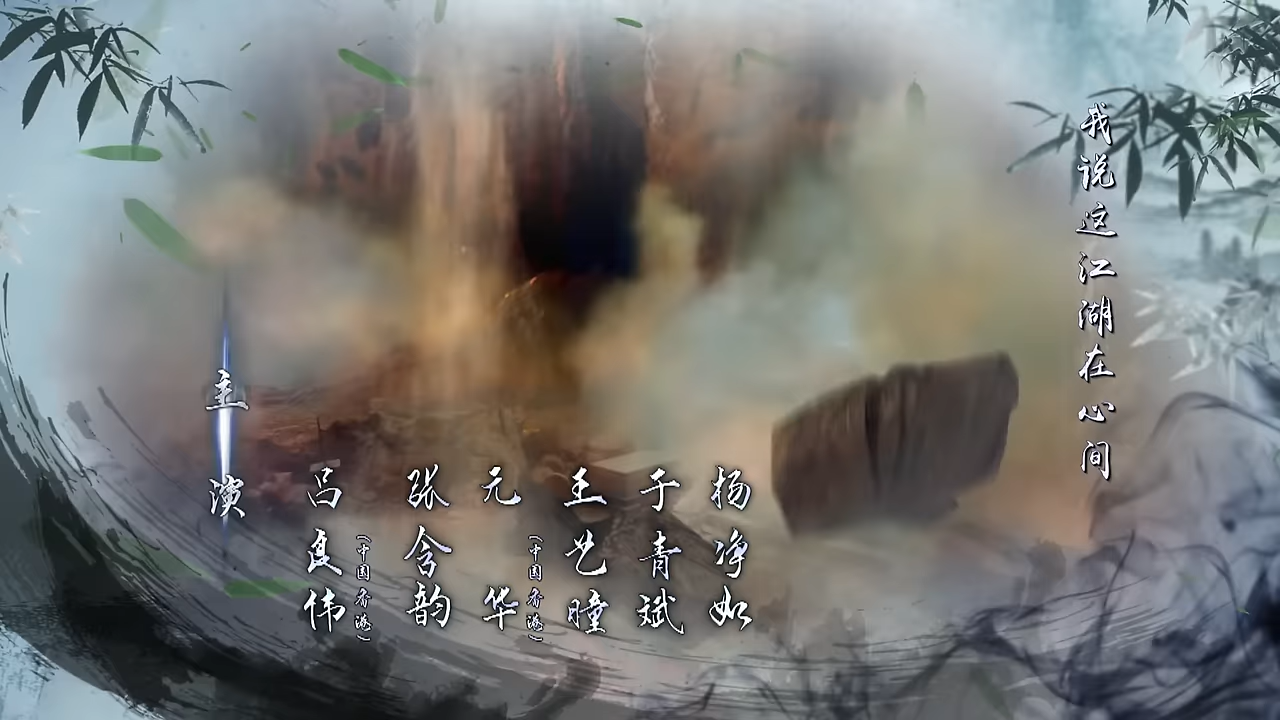 我说这江湖在心间
主演
吕良伟
(中国香港)
张含韵
元华
(中国香港)
王艺曈
于青斌
杨净如